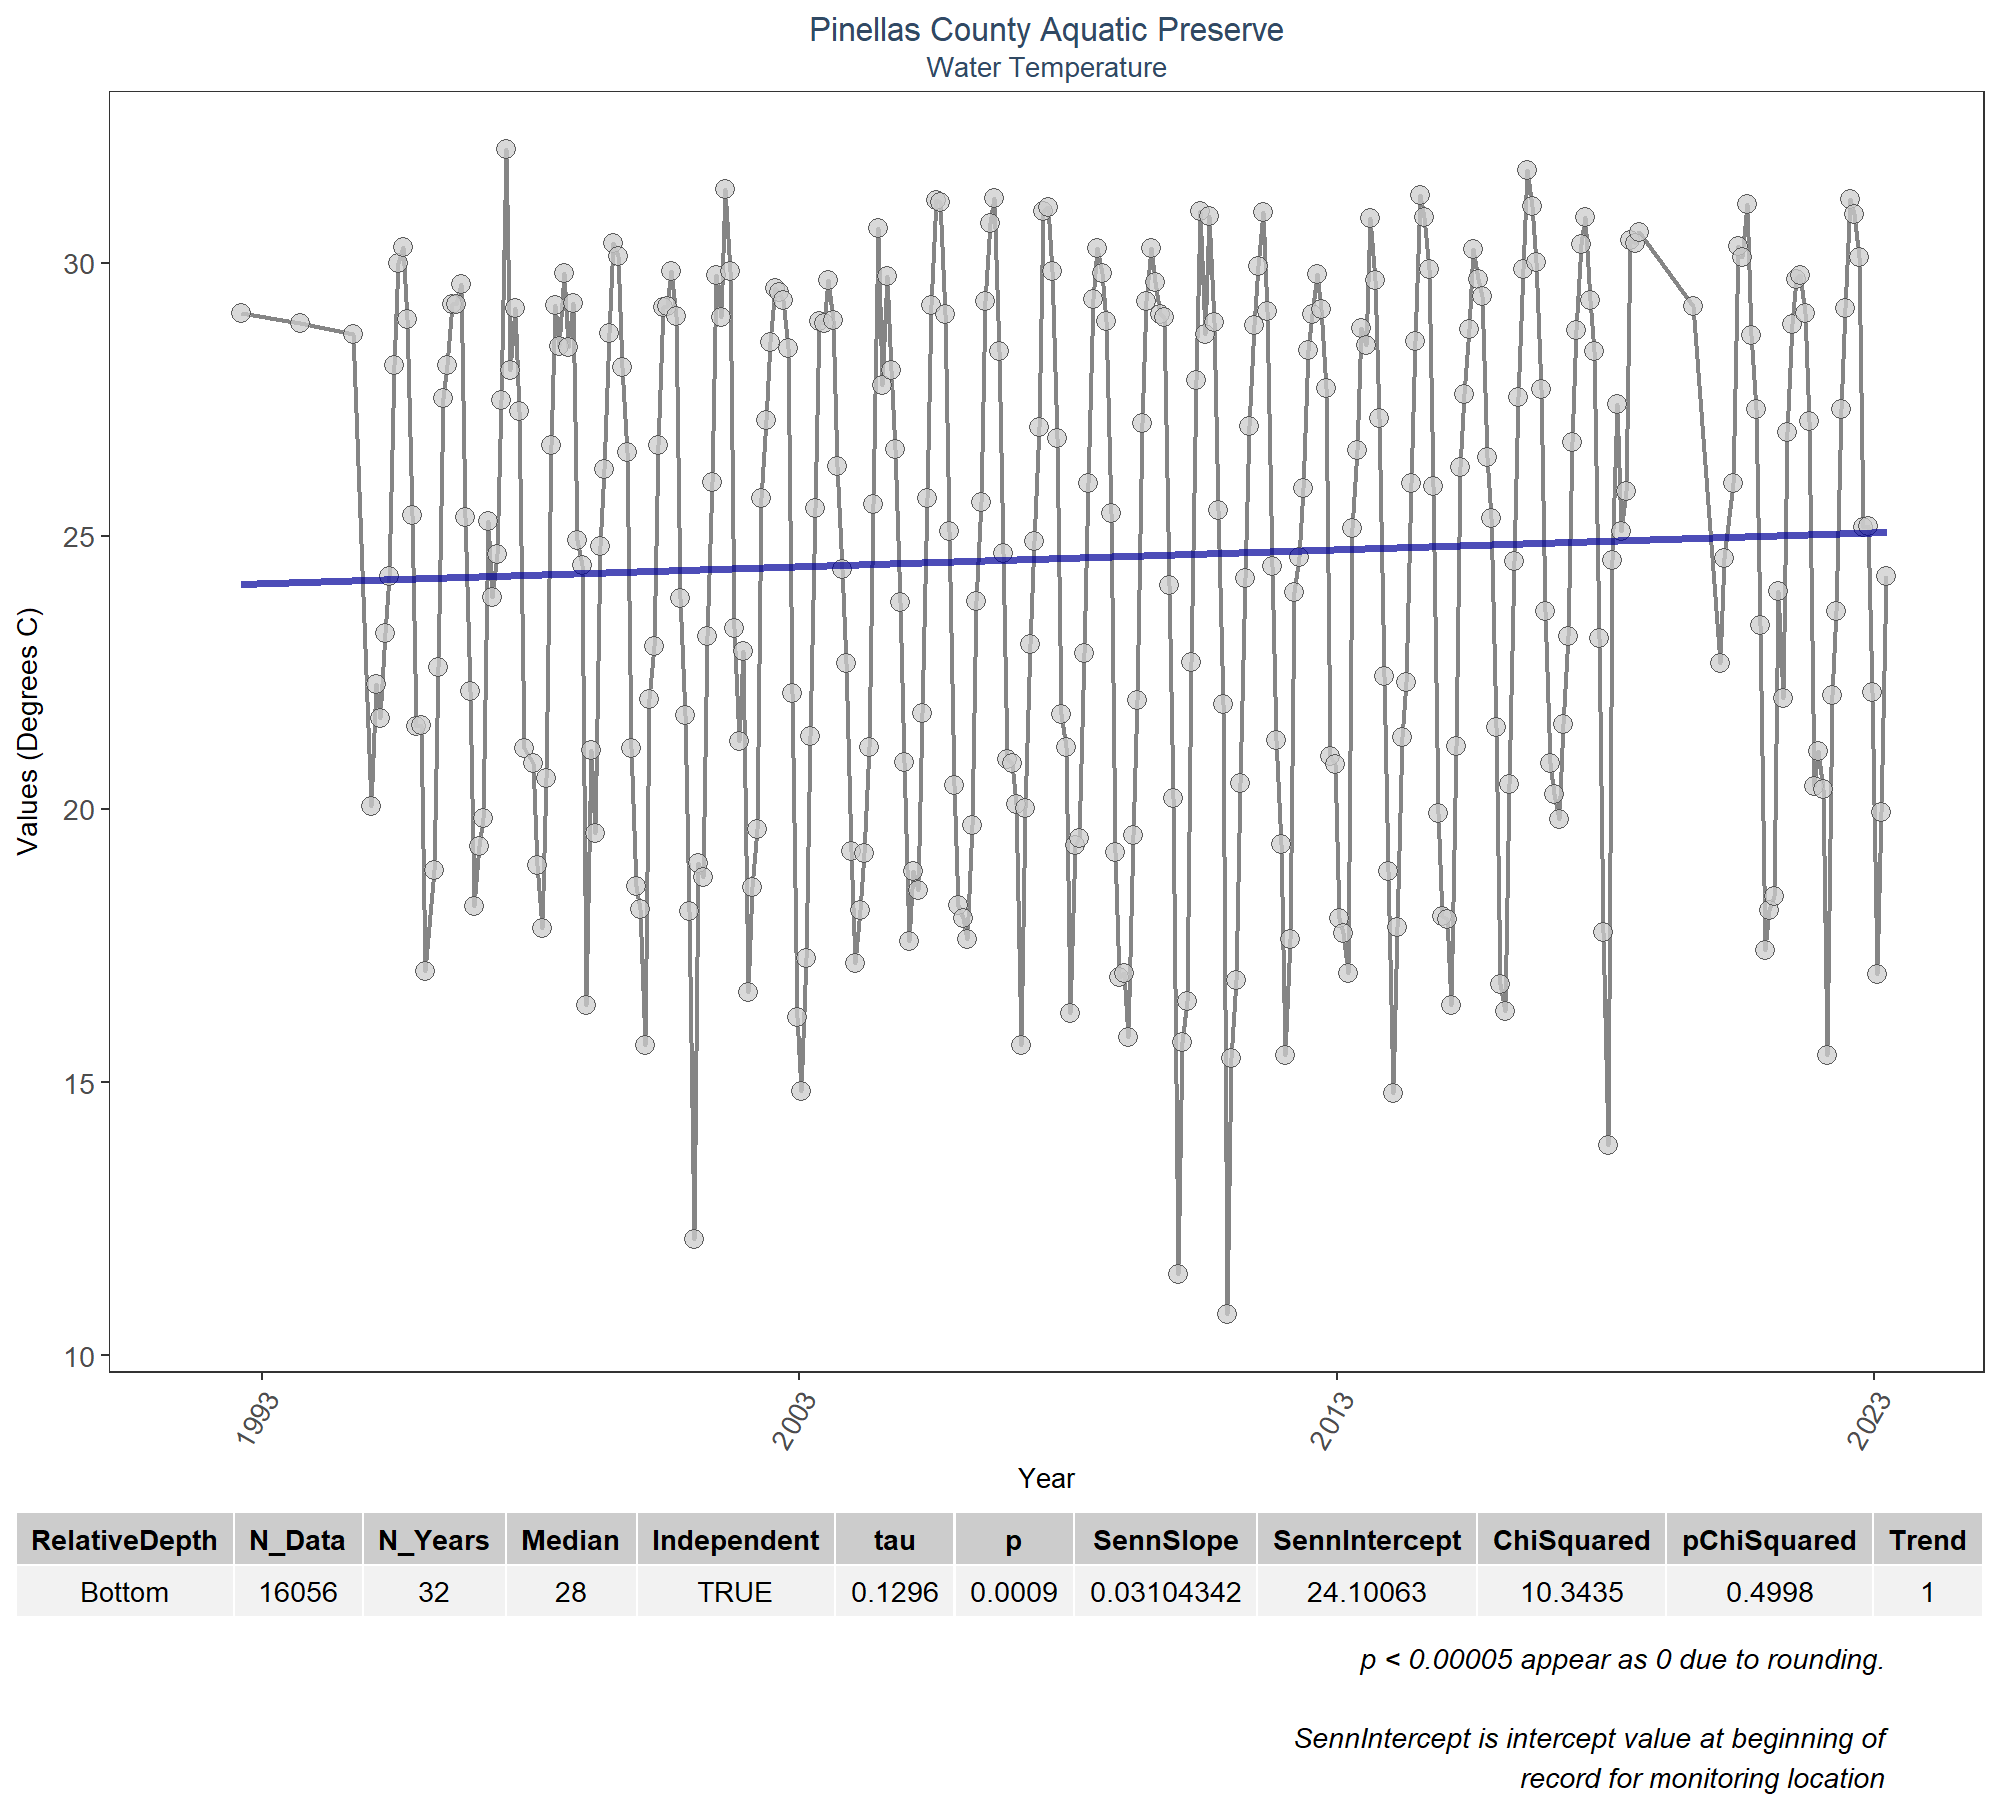 Pinellas County Aquatic Preserve
Water Temperature
Values (Degrees C)
30
25
20
15
10
1993
2003
2013
2023
Year
RelativeDepth N_Data N_Years Median Independent tau p SennSlope SennIntercept ChiSquared pChiSquared Trend
Bottom 16056 32 28 TRUE 0.1296 0.0009 0.03104342 24.10063 10.3435 0.4998 1
p < 0.00005 appear as 0 due to rounding.
SennIntercept is intercept value at beginning of
record for monitoring location